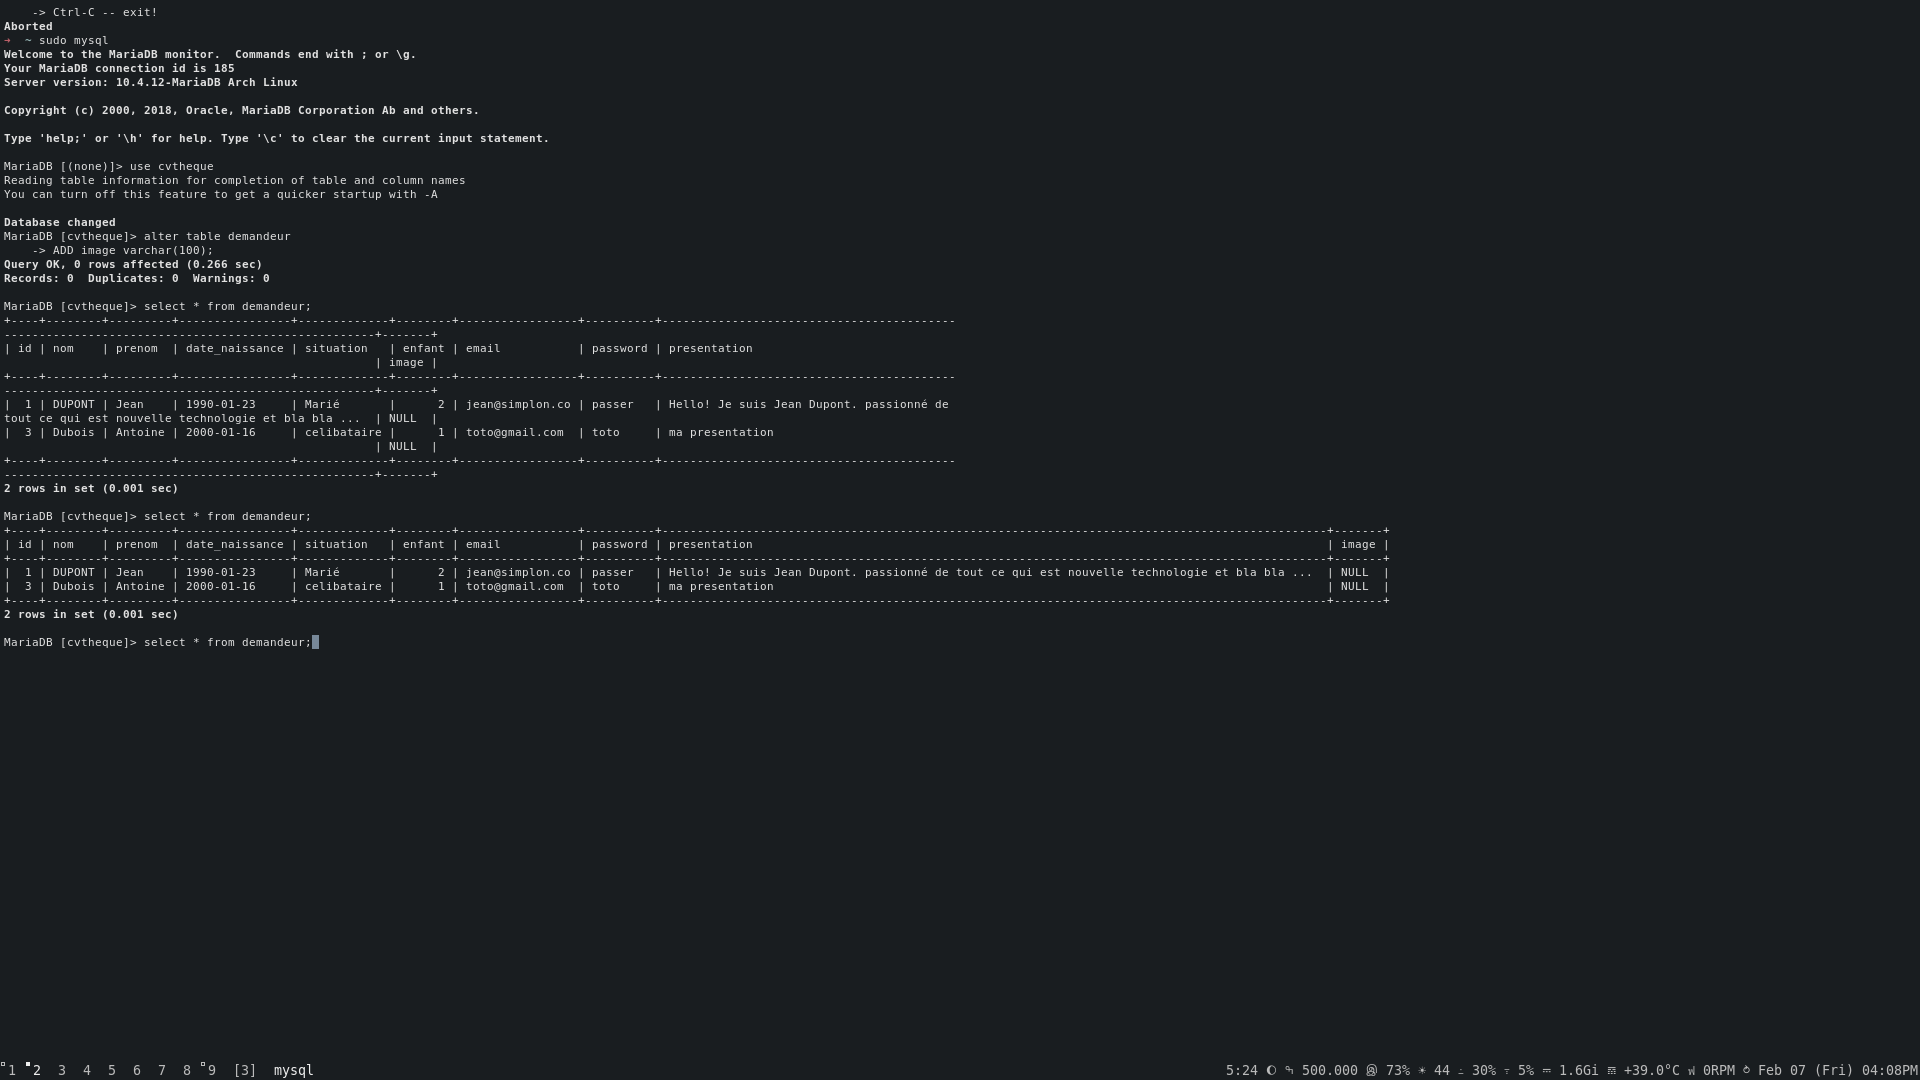 -> Ctrl-C -- exit!
Aborted
➜  ~ sudo mysql
Welcome to the MariaDB monitor.  Commands end with ; or \g.
Your MariaDB connection id is 185
Server version: 10.4.12-MariaDB Arch Linux

Copyright (c) 2000, 2018, Oracle, MariaDB Corporation Ab and others.

Type 'help;' or '\h' for help. Type '\c' to clear the current input statement.

MariaDB [(none)]> use cvtheque
Reading table information for completion of table and column names
You can turn off this feature to get a quicker startup with -A

Database changed
MariaDB [cvtheque]> alter table demandeur
    -> ADD image varchar(100);
Query OK, 0 rows affected (0.266 sec)
Records: 0  Duplicates: 0  Warnings: 0

MariaDB [cvtheque]> select * from demandeur;
| id | nom    | prenom  | date_naissance | situation   | enfant | email           | password | presentation
| image |
|  1 | DUPONT | Jean    | 1990-01-23     | Marié       |      2 | jean@simplon.co | passer   | Hello! Je suis Jean Dupont. passionné de
tout ce qui est nouvelle technologie et bla bla ...  | NULL  |
|  3 | Dubois | Antoine | 2000-01-16     | celibataire |      1 | toto@gmail.com  | toto     | ma presentation
| NULL  |
2 rows in set (0.001 sec)

MariaDB [cvtheque]> select * from demandeur;
| id | nom    | prenom  | date_naissance | situation   | enfant | email           | password | presentation | image |
|  1 | DUPONT | Jean    | 1990-01-23     | Marié       |      2 | jean@simplon.co | passer   | Hello! Je suis Jean Dupont. passionné de tout ce qui est nouvelle technologie et bla bla ...  | NULL  |
|  3 | Dubois | Antoine | 2000-01-16     | celibataire |      1 | toto@gmail.com  | toto     | ma presentation | NULL  |
2 rows in set (0.001 sec)

MariaDB [cvtheque]> select * from demandeur;
1 2 3 4 5 6 7 8 9 [3] mysql 5:24 500.000 73% 44 30% 5% 1.6Gi +39.0°C 0RPM Feb 07 (Fri) 04:08PM